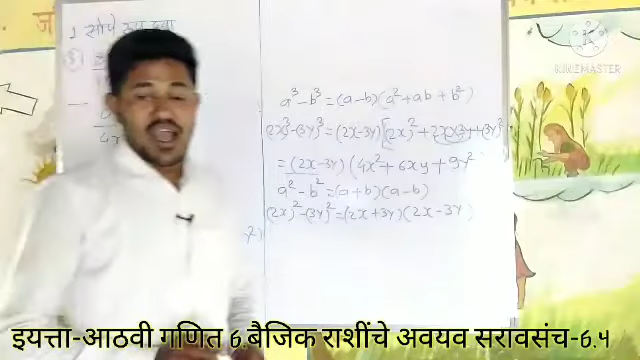 1 सोपे रूप द्या
a³-b³=(a-b)(a²+ab+b²)
(2x)³-(3y)³=(2x-3y)[(2x)²+2x×3y+(3y)²
=(2x-3y)(4x²+6xy+9y²
a²-b²=(a+b)(a-b)
(2x)²-(3y)²=(2x+3y)(2x-3y)
KINEMASTER
इयत्ता-आठवी गणित 6.बैजिक राशींचे अवयव सरावसंच-6.4